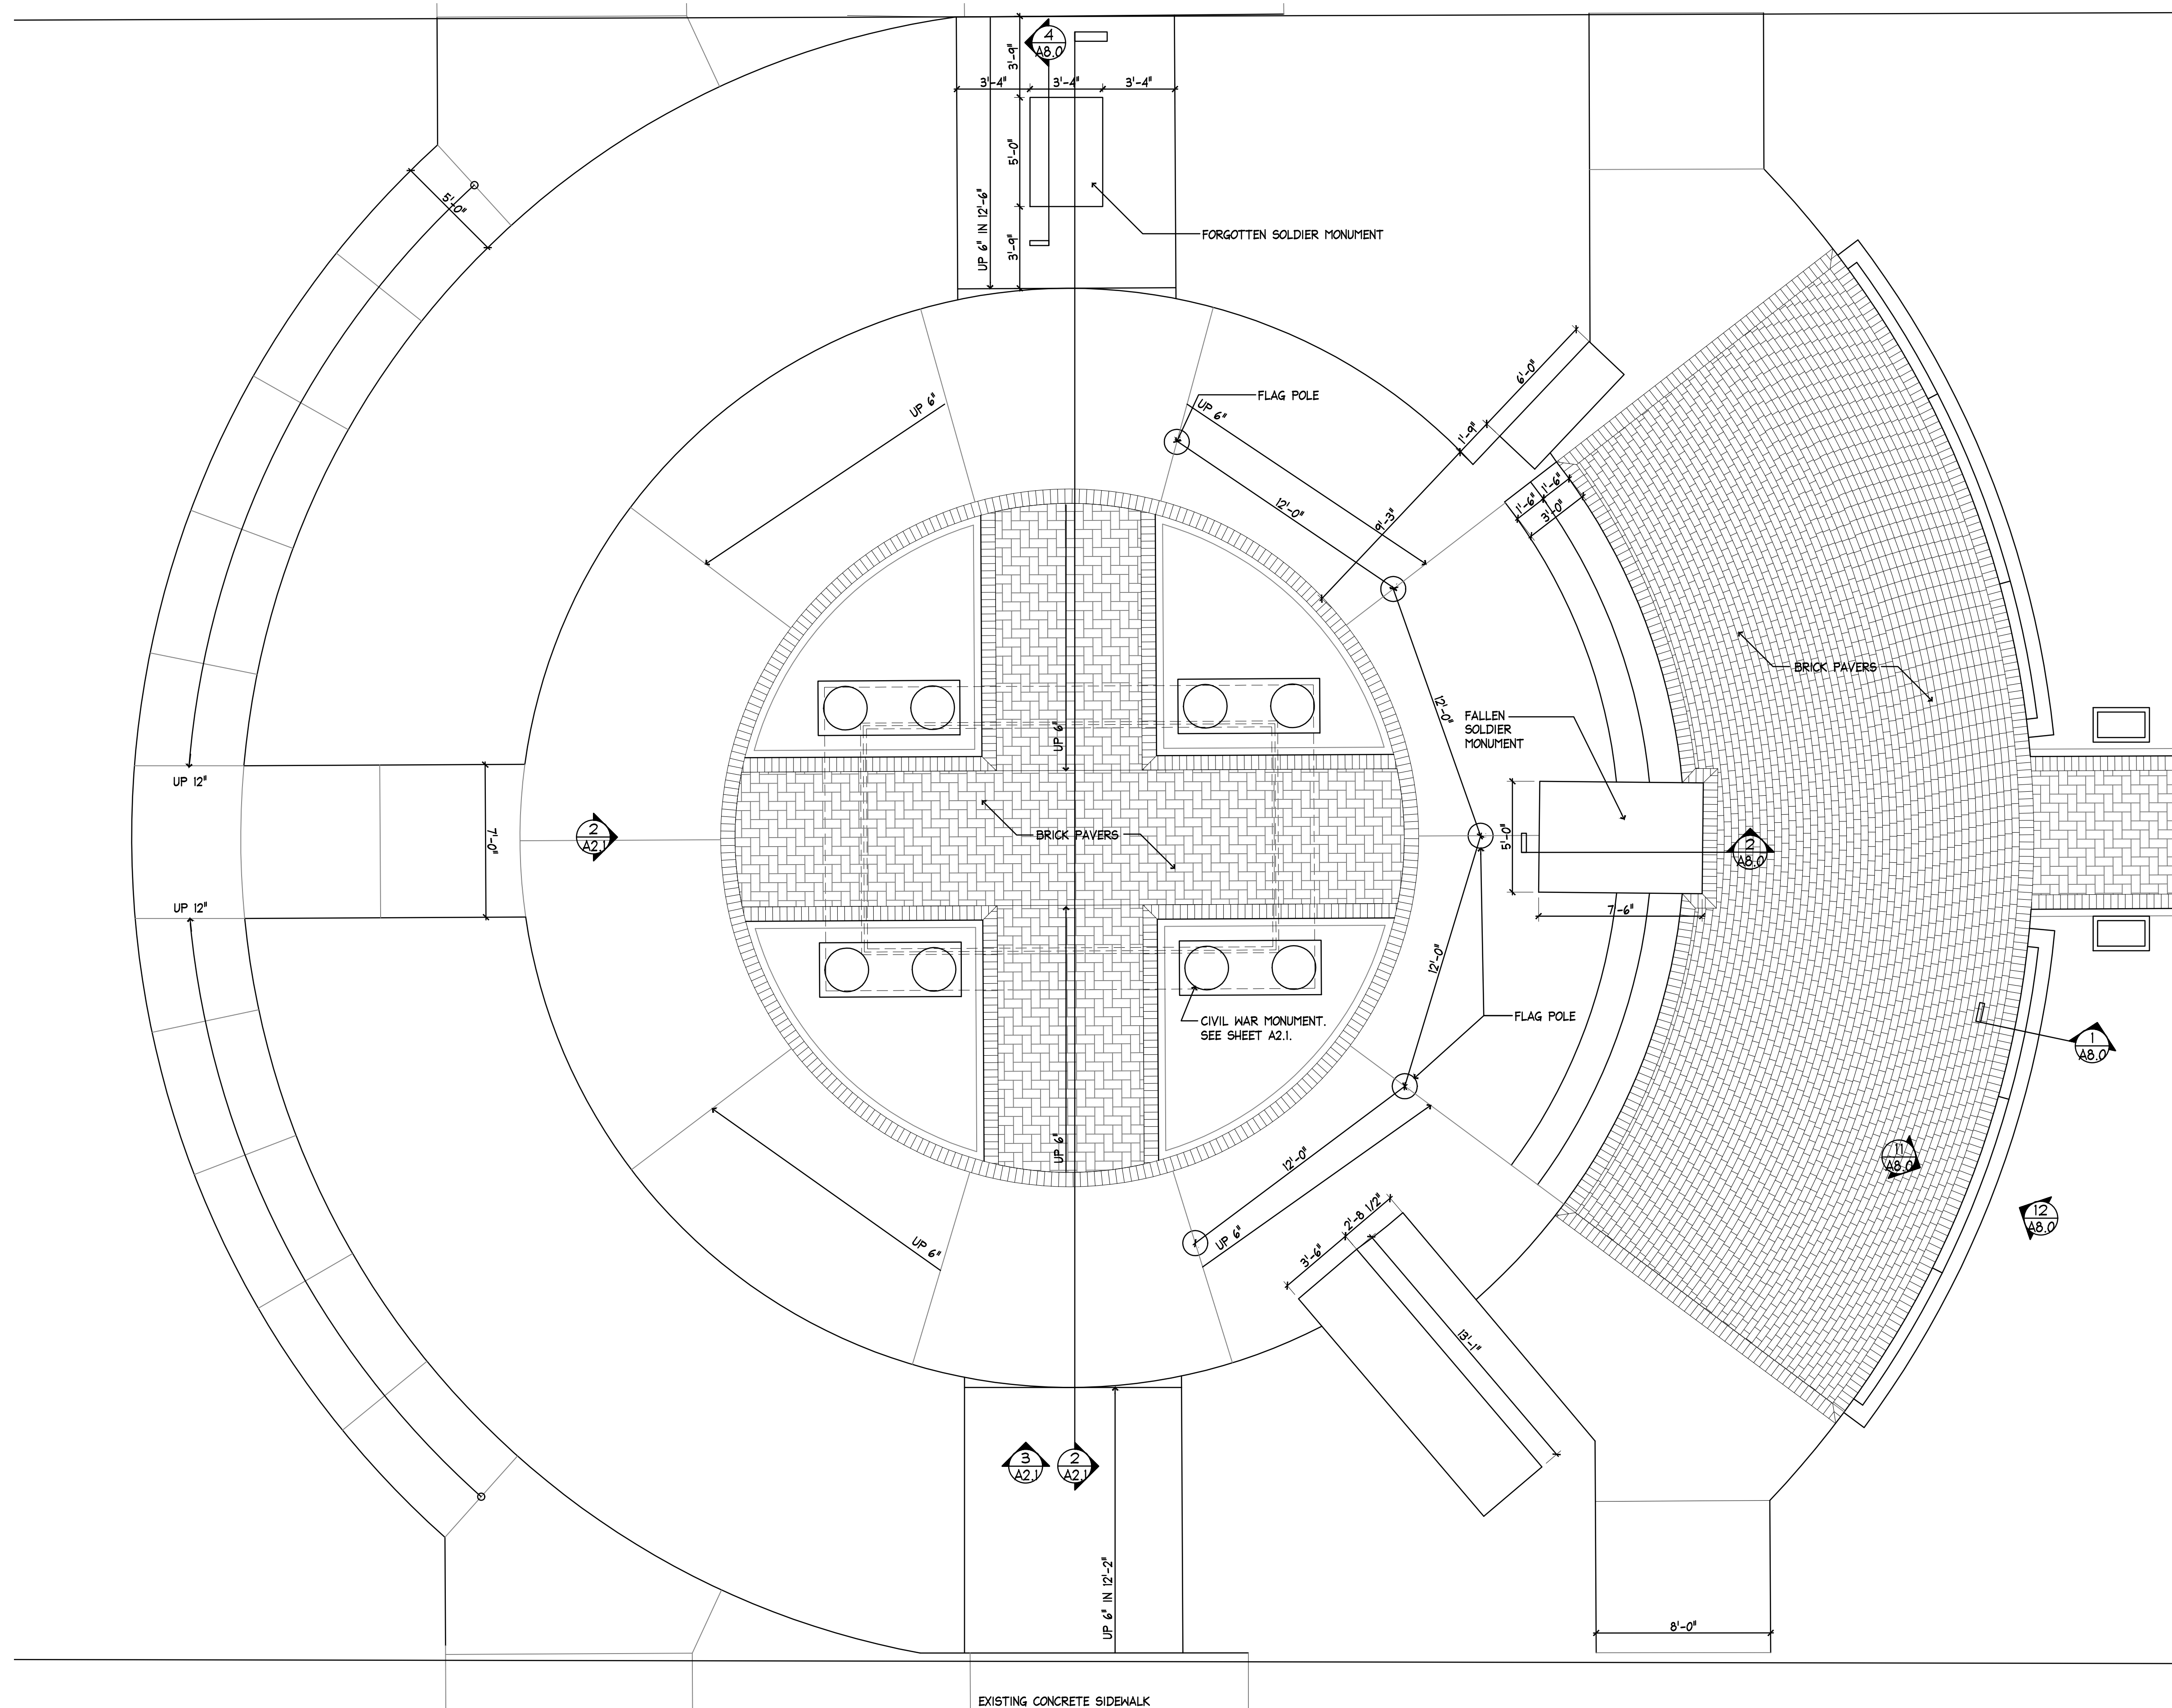 4
A8.0
3'-9"
3'-4"
3'-4"
3'-4"
5'-0"
5'-0"
UP 6" IN 12'-6"
3'-9"
FORGOTTEN SOLDIER MONUMENT
6'-0"
UP 6"
FLAG POLE
UP 6"
1'-9"
12'-0"
9'-3"
1'-6"
1'-6"
3'-0"
BRICK PAVERS
12'-0"
FALLEN
SOLDIER
MONUMENT
UP 6"
UP 12"
7'-0"
2
A2.1
BRICK PAVERS
5'-0"
2
A8.0
UP 12"
7'-6"
12'-0"
CIVIL WAR MONUMENT.
SEE SHEET A2.1.
FLAG POLE
1
A8.0
UP 6"
12'-0"
11
A8.0
UP 6"
UP 6"
3'-6"
2'-8 1/2"
12
A8.0
13'-1"
3
A2.1
2
A2.1
UP 6" IN 12'-2"
8'-0"
EXISTING CONCRETE SIDEWALK